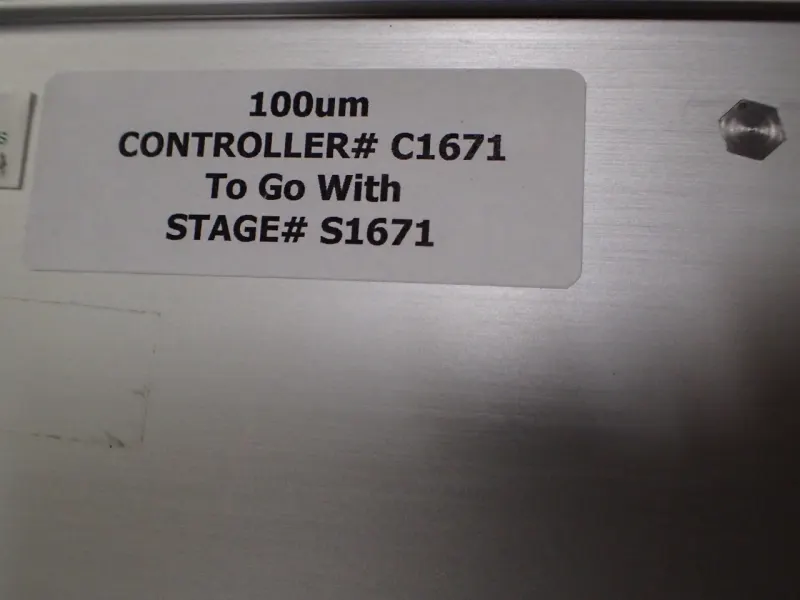 100um
CONTROLLER# C1671
To Go With
STAGE# S1671